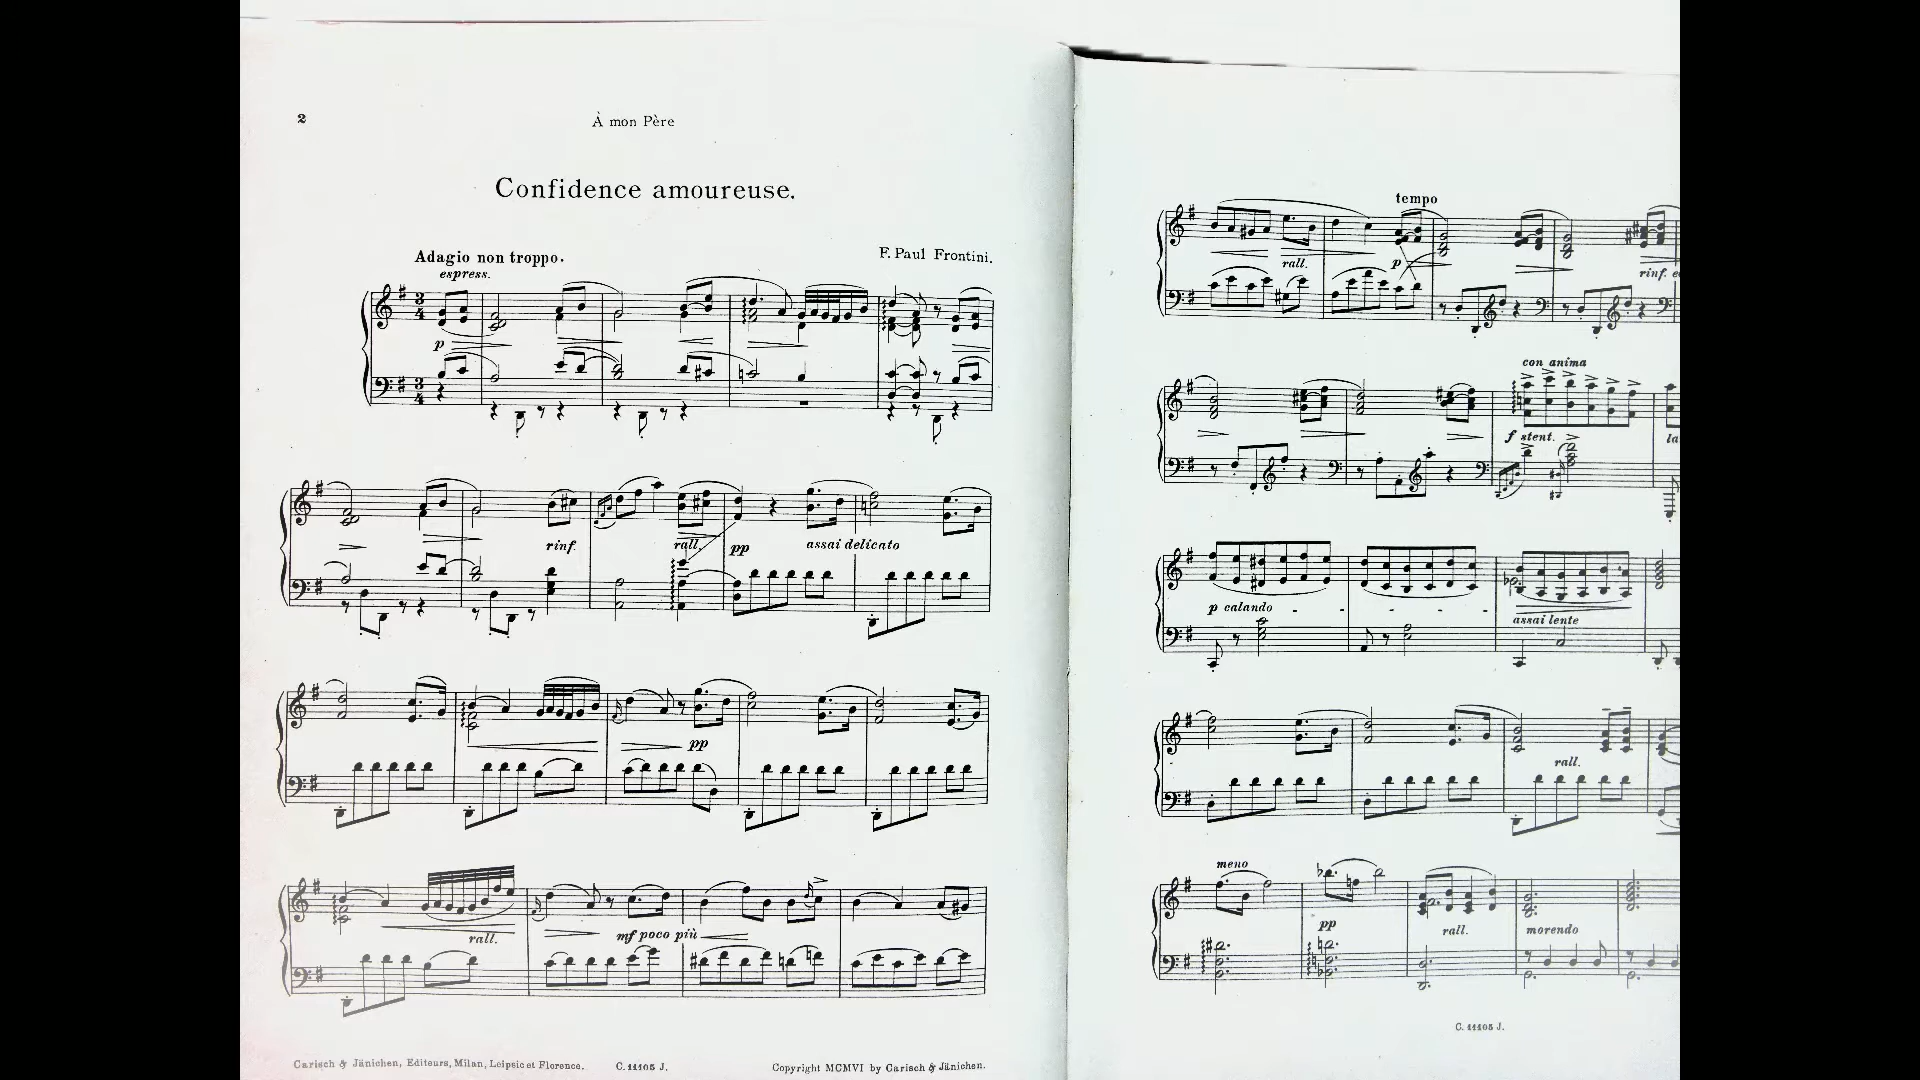 2
À mon Père
Confidence amoureuse.
F. Paul Frontini.
Adagio non troppo.
espress.
p
rinf.
rall.
pp
assai delicato
pp
rall.
mf poco più
Carisch & Jänichen, Editeurs, Milan, Leipsic et Florence.
C. 11105 J.
Copyright MCMVI by Carisch & Jänichen.
tempo
rall.
p
rinf. e
con anima
f stent.
la
p calando
assai lente
rall.
meno
pp
rall.
morendo
C. 11105 J.